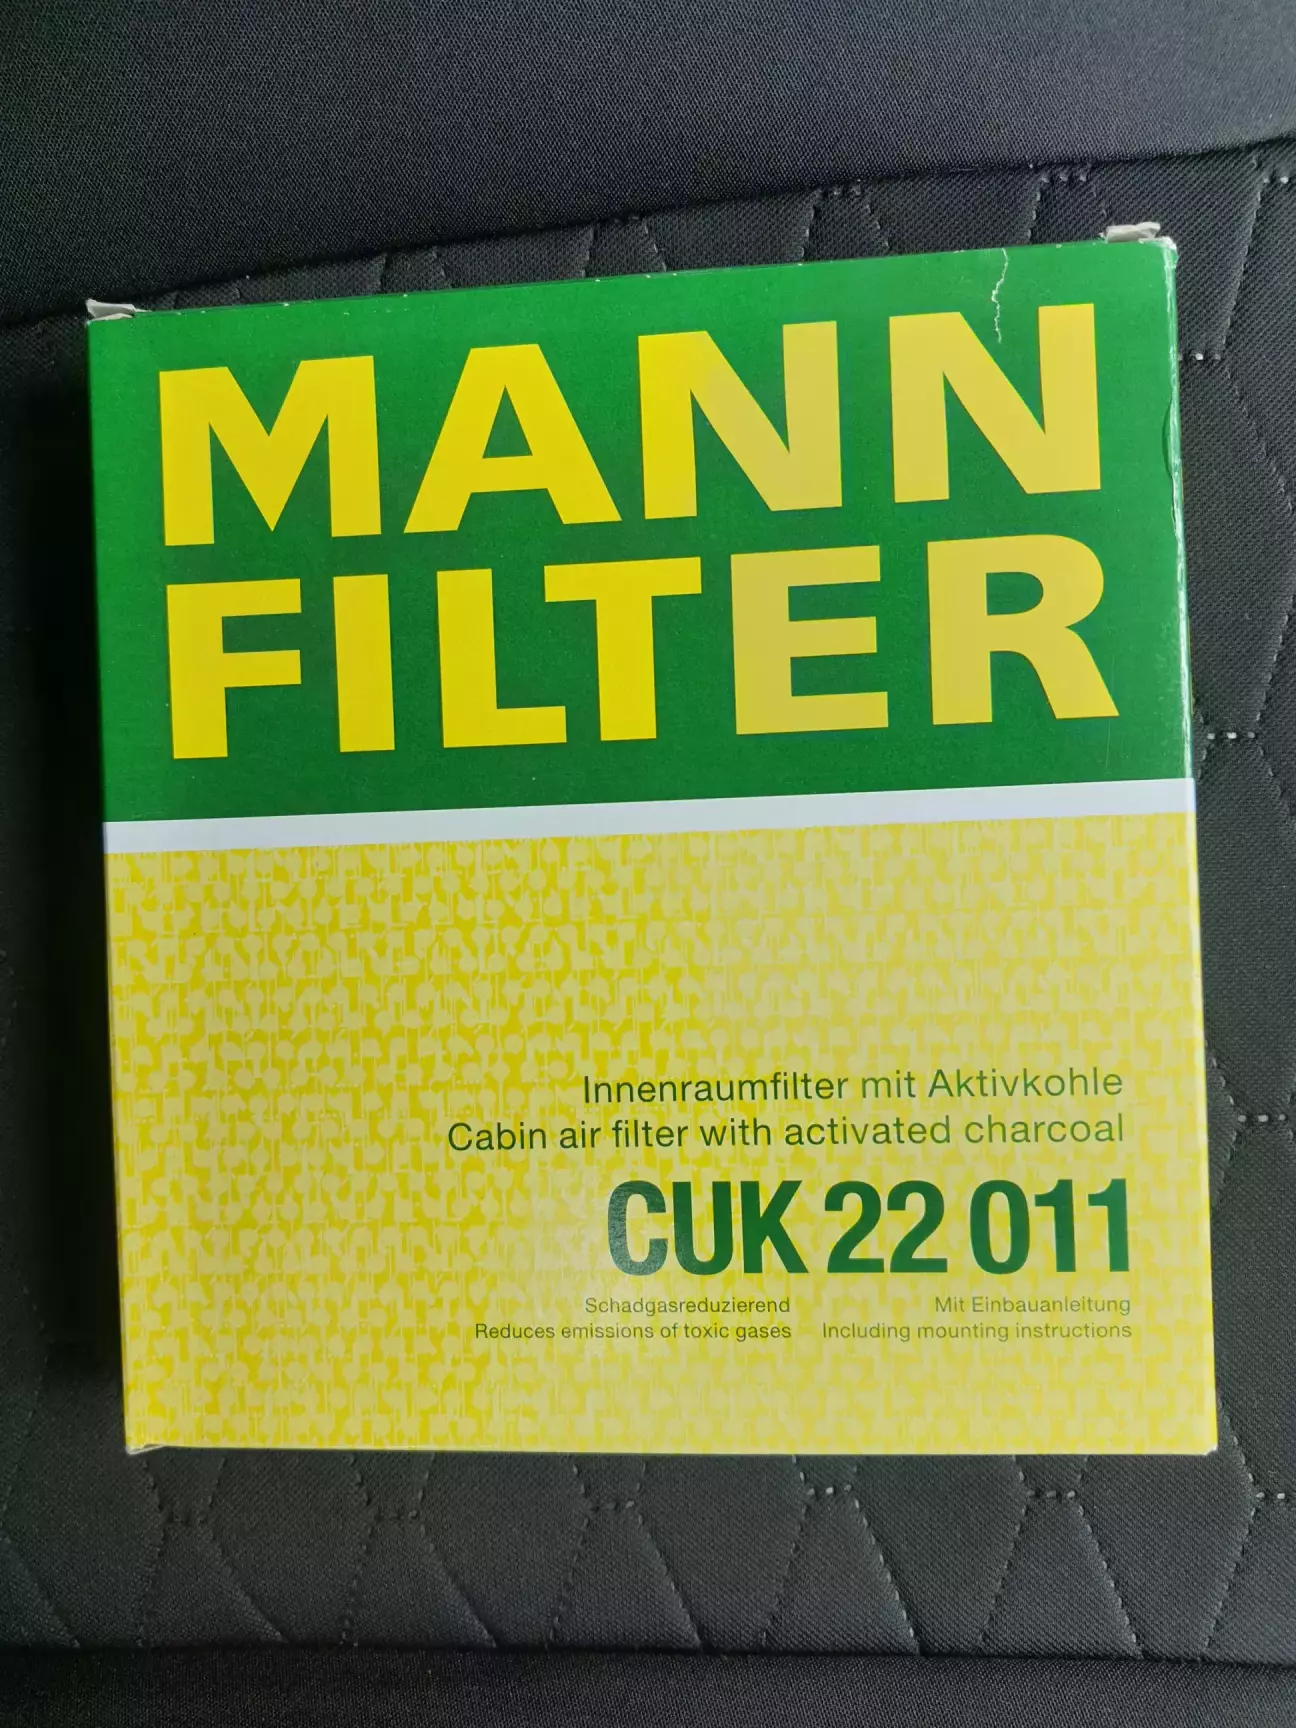 MANN
FILTER
Innenraumfilter mit Aktivkohle
Cabin air filter with activated charcoal
CUK 22 011
Schadgasreduzierend
Reduces emissions of toxic gases
Mit Einbauanleitung
Including mounting instructions